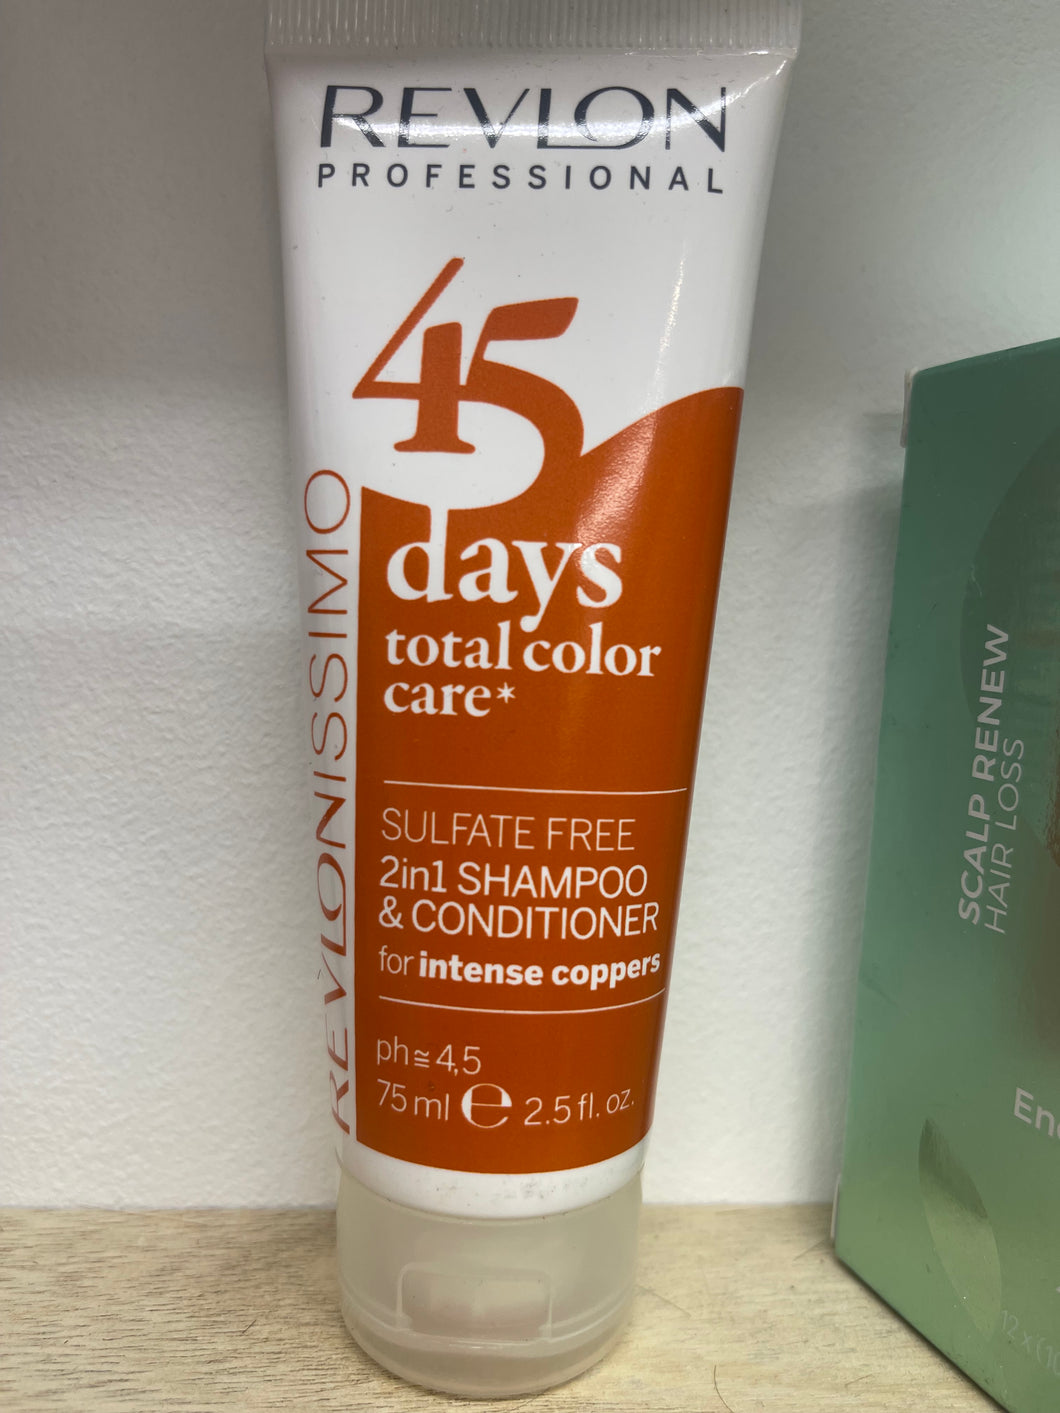 REVLON
PROFESSIONAL
45
days
total color
care*
SULFATE FREE
2in1 SHAMPOO
& CONDITIONER
for intense coppers
ph≅4,5
75 ml e 2.5 fl. oz.
REVLONISSIMO
SCALP RENEW
HAIR LOSS